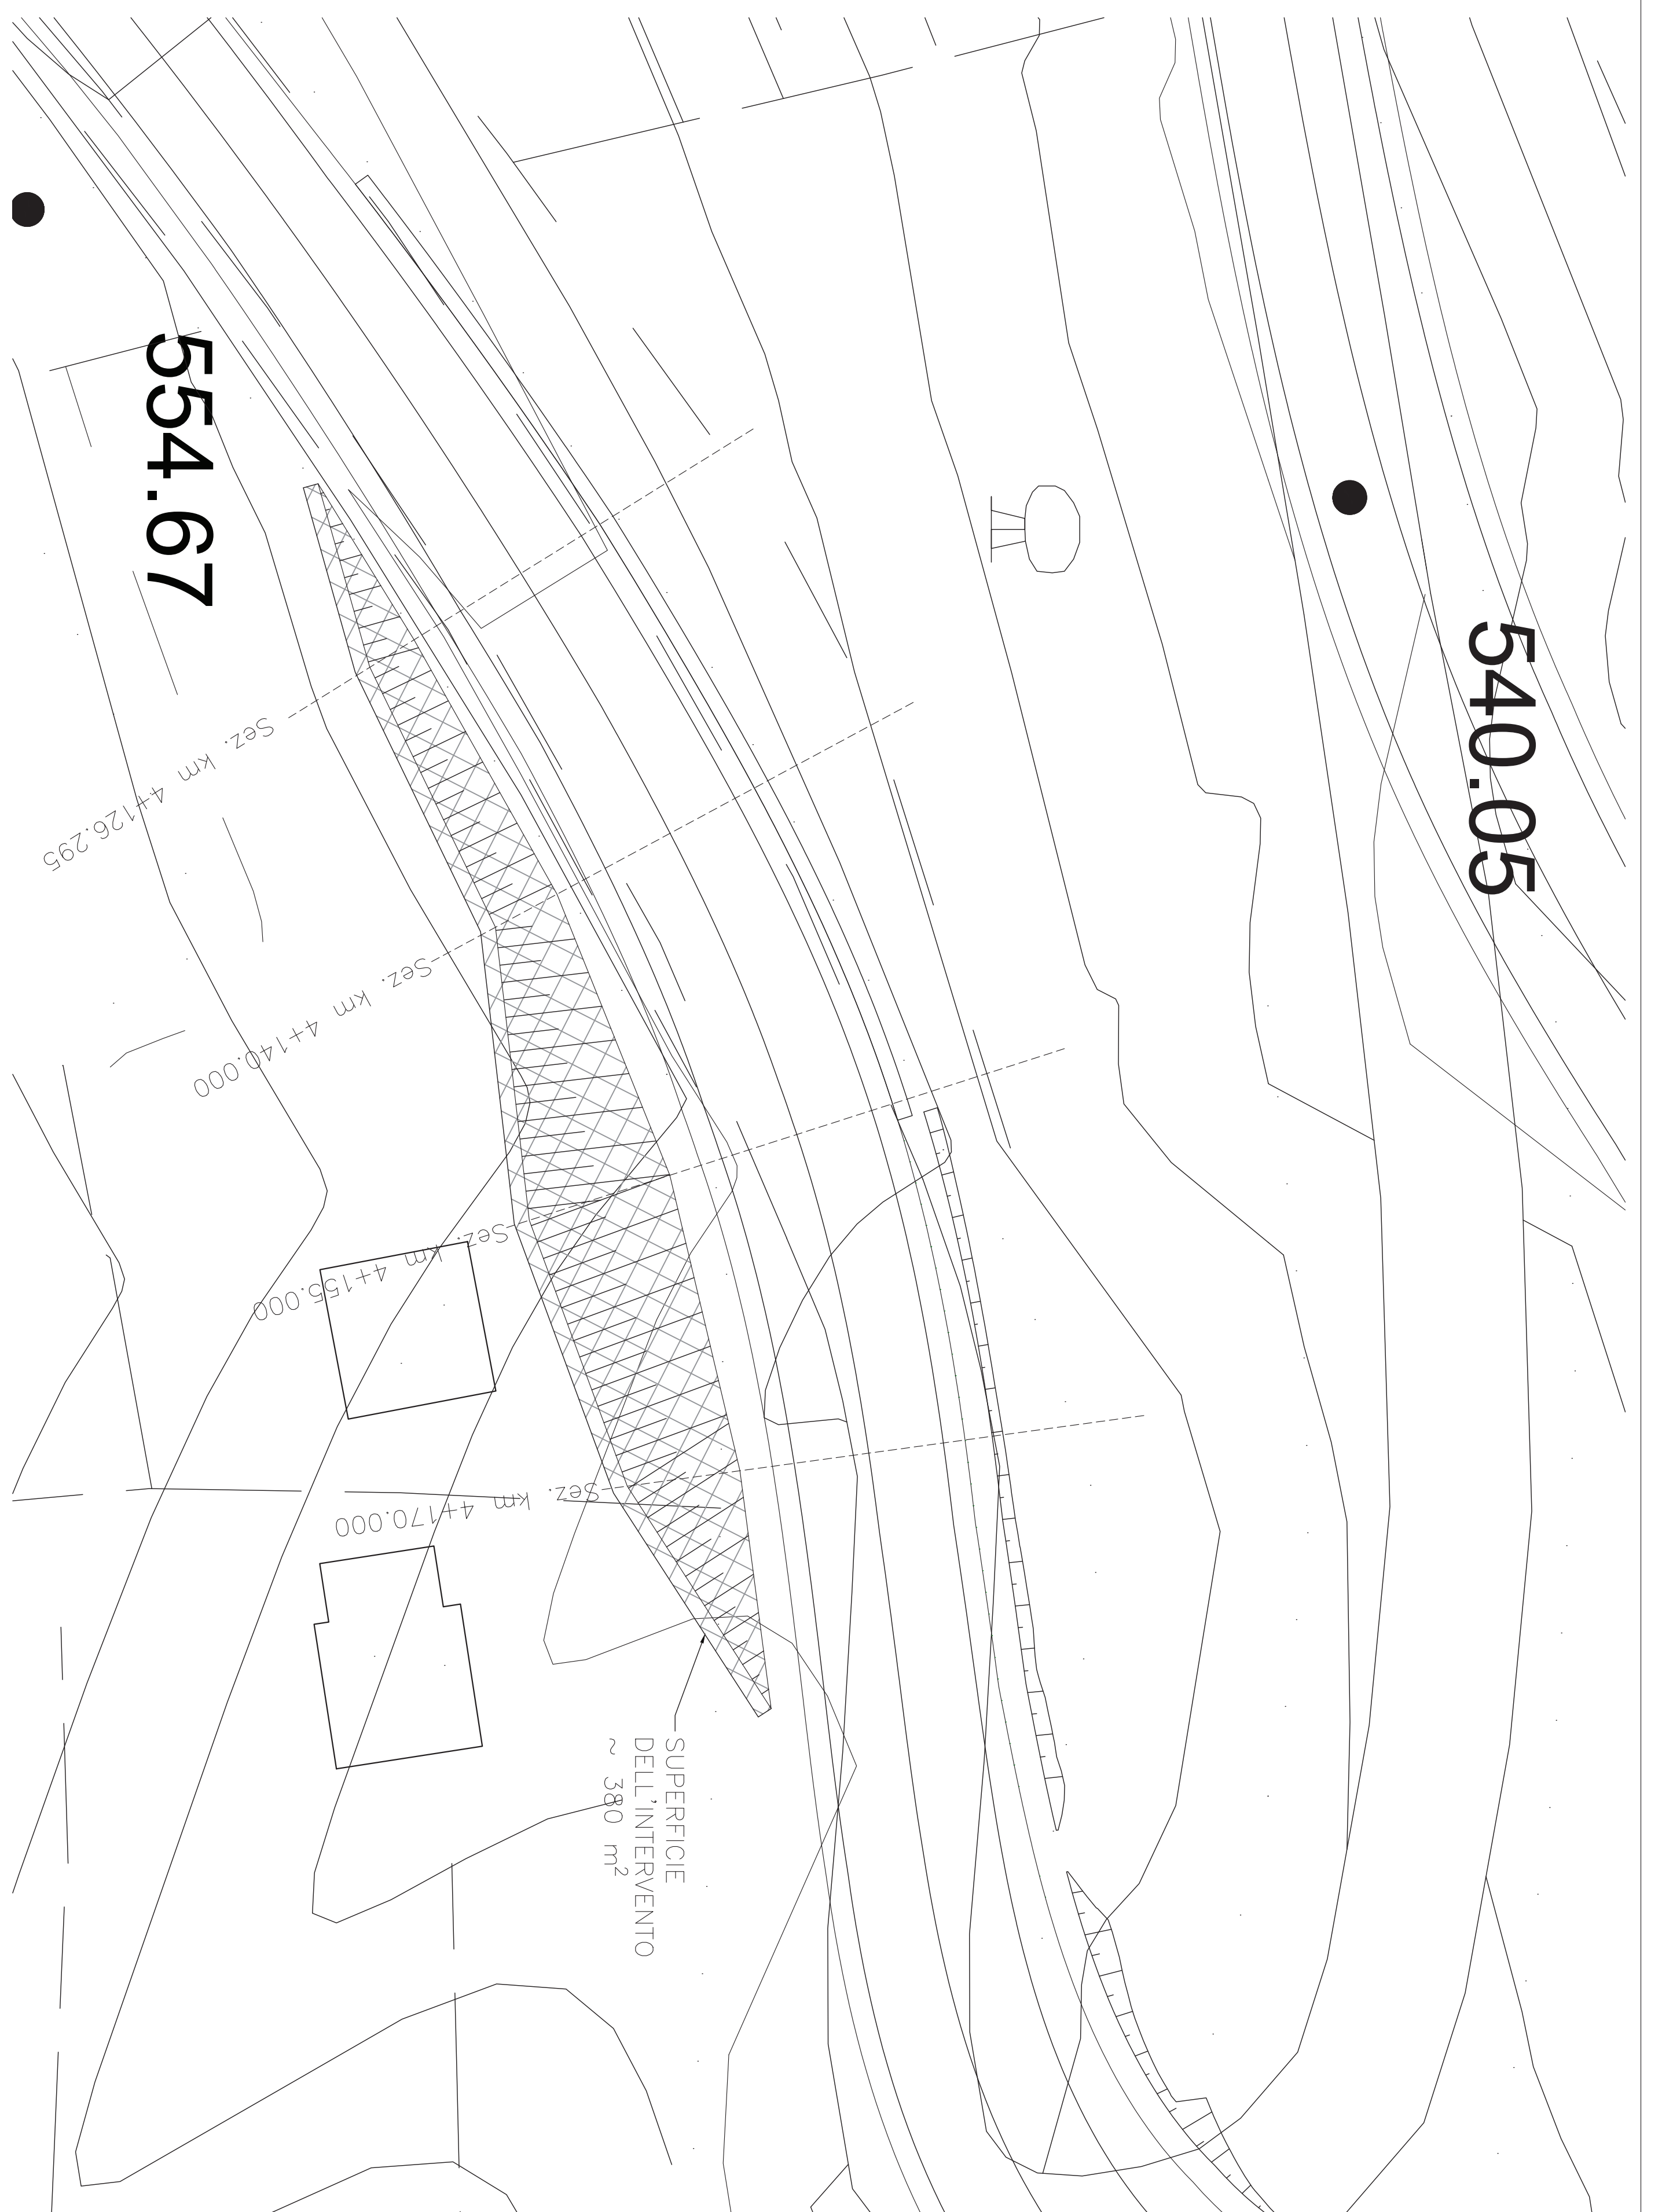 554.67
540.05
Sez. km 4+126.295
Sez. km 4+140.000
Sez. km 4+155.000
Sez. km 4+170.000
SUPERFICIE
DELL'INTERVENTO
~ 380 m²